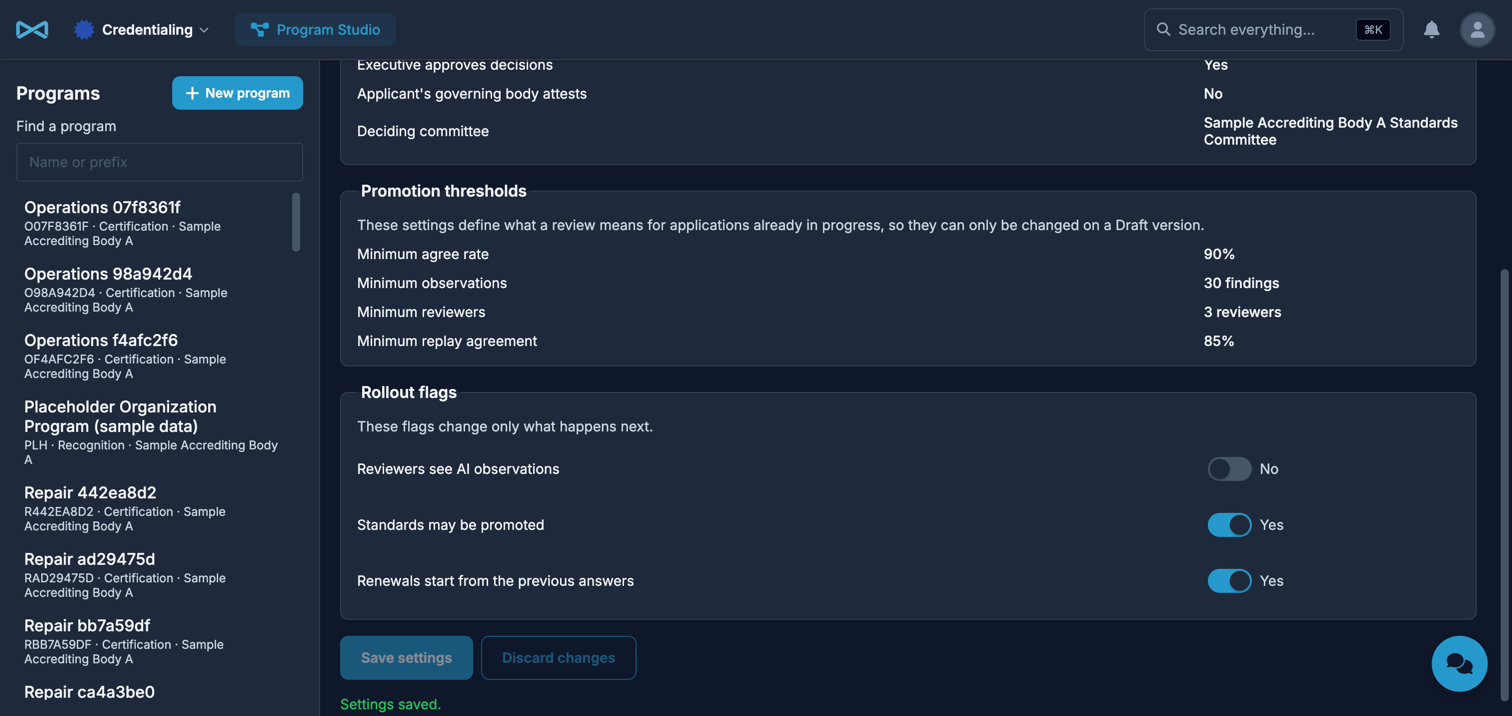 Credentialing
Program Studio
Search everything...
⌘K
Programs
New program
Find a program
Name or prefix
Operations 07f8361f
O07F8361F · Certification · Sample
Accrediting Body A
Operations 98a942d4
O98A942D4 · Certification · Sample
Accrediting Body A
Operations f4afc2f6
OF4AFC2F6 · Certification · Sample
Accrediting Body A
Placeholder Organization
Program (sample data)
PLH · Recognition · Sample Accrediting Body
A
Repair 442ea8d2
R442EA8D2 · Certification · Sample
Accrediting Body A
Repair ad29475d
RAD29475D · Certification · Sample
Accrediting Body A
Repair bb7a59df
RBB7A59DF · Certification · Sample
Accrediting Body A
Repair ca4a3be0
Executive approves decisions Yes
Applicant's governing body attests No
Deciding committee Sample Accrediting Body A Standards
Committee
Promotion thresholds
These settings define what a review means for applications already in progress, so they can only be changed on a Draft version.
Minimum agree rate 90%
Minimum observations 30 findings
Minimum reviewers 3 reviewers
Minimum replay agreement 85%
Rollout flags
These flags change only what happens next.
Reviewers see AI observations No
Standards may be promoted Yes
Renewals start from the previous answers Yes
Save settings
Discard changes
Settings saved.